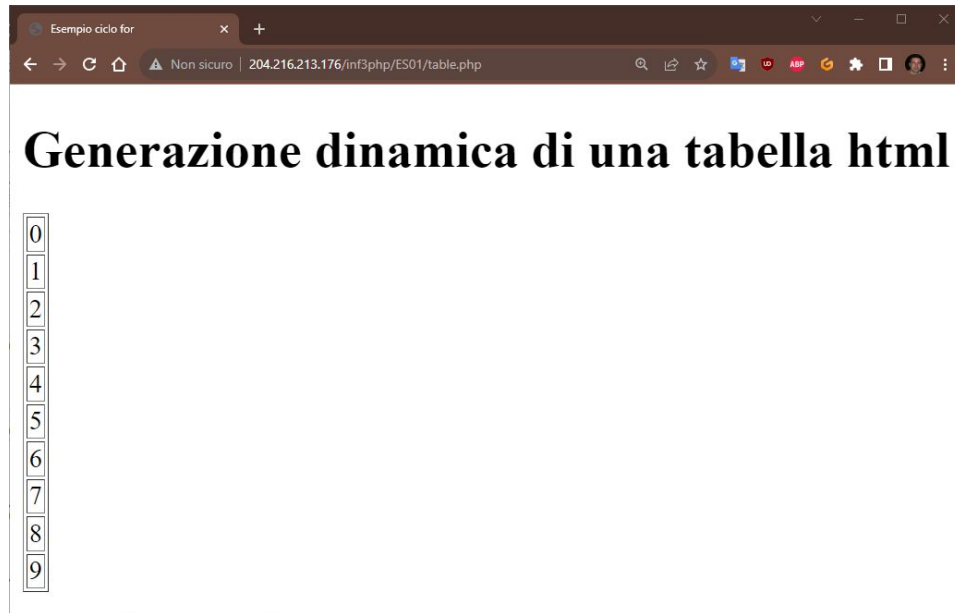 Esempio ciclo for
Non sicuro | 204.216.213.176/inf3php/ES01/table.php
ABP
Generazione dinamica di una tabella html
0
1
2
3
4
5
6
7
8
9